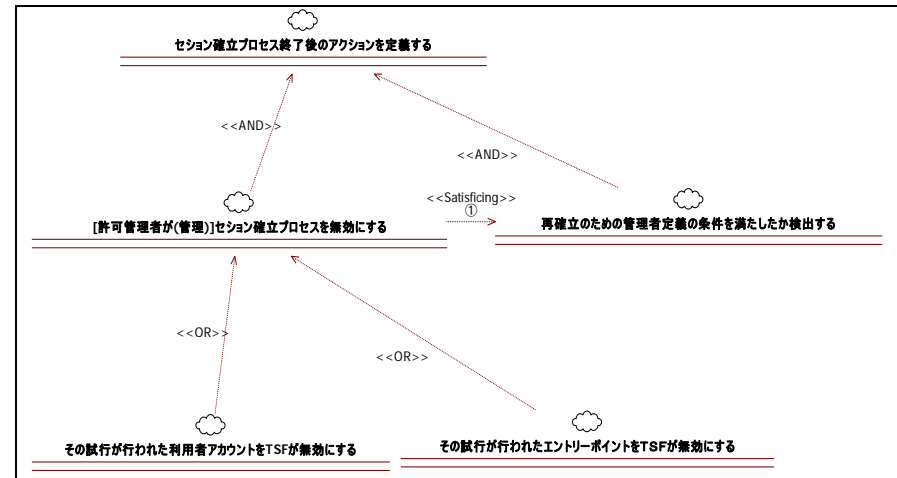 セション確立プロセス終了後のアクションを定義する
<<AND>>
<<AND>>
<<Satisficing>>
①
[許可管理者が(管理)]セション確立プロセスを無効にする
再確立のための管理者定義の条件を満たしたか検出する
<<OR>>
<<OR>>
その試行が行われた利用者アカウントをTSFが無効にする
その試行が行われたエントリーポイントをTSFが無効にする